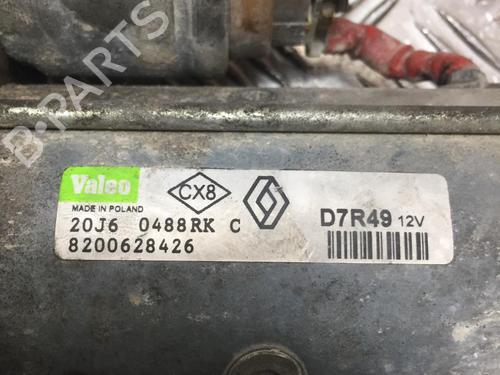 B-PARTS
Valeo
CX8
MADE IN POLAND
D7R49 12V
20J6 0488RK C
8200628426